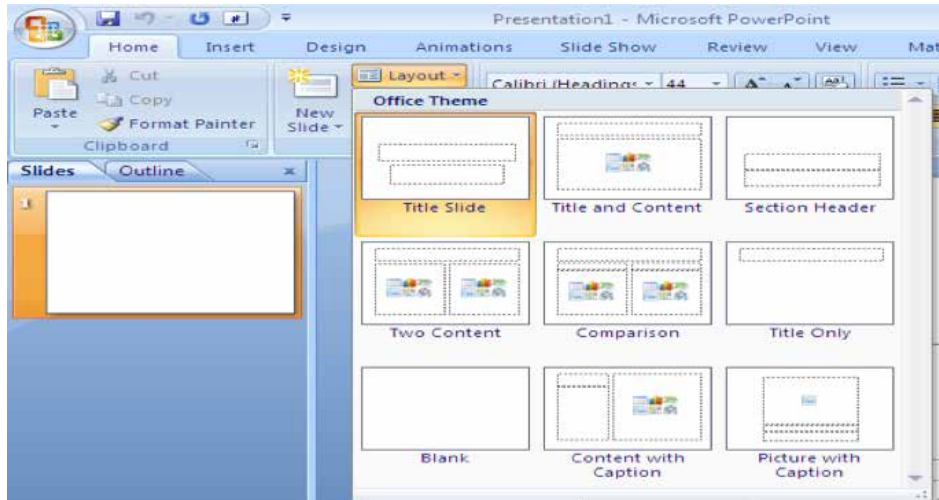 Presentation1 - Microsoft PowerPoint
Home Insert Design Animations Slide Show Review View Mat
Cut
Copy
Format Painter
Paste
Clipboard
New
Slide
Layout
Calibri (Headings 44
Slides Outline
1
Office Theme
Title Slide Title and Content Section Header
Two Content Comparison Title Only
Blank Content with Caption Picture with Caption